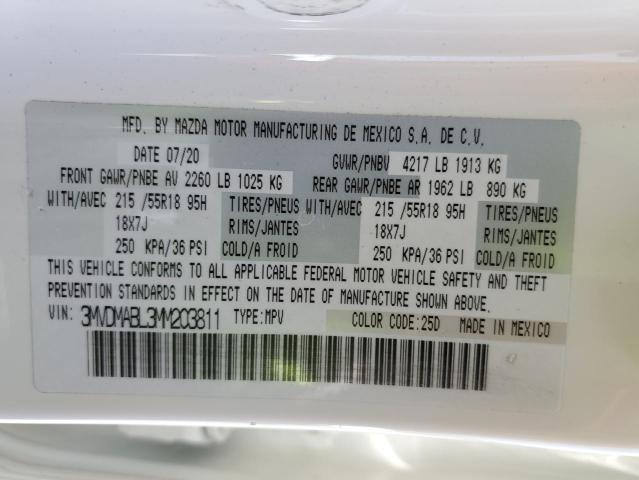 MFD. BY MAZDA MOTOR MANUFACTURING DE MEXICO S.A. DE C.V.
DATE 07/20 GVWR/PNBV 4217 LB 1913 KG
FRONT GAWR/PNBE AV 2260 LB 1025 KG REAR GAWR/PNBE AR 1962 LB 890 KG
WITH/AVEC 215 /55R18 95H TIRES/PNEUS WITH/AVEC 215 /55R18 95H TIRES/PNEUS
18X7J RIMS/JANTES 18X7J RIMS/JANTES
250 KPA/36 PSI COLD/A FROID 250 KPA/36 PSI COLD/A FROID
THIS VEHICLE CONFORMS TO ALL APPLICABLE FEDERAL MOTOR VEHICLE SAFETY AND THEFT
PREVENTION STANDARDS IN EFFECT ON THE DATE OF MANUFACTURE SHOWN ABOVE.
VIN: 3MVDMABL3MM203811 TYPE:MPV COLOR CODE:25D MADE IN MEXICO